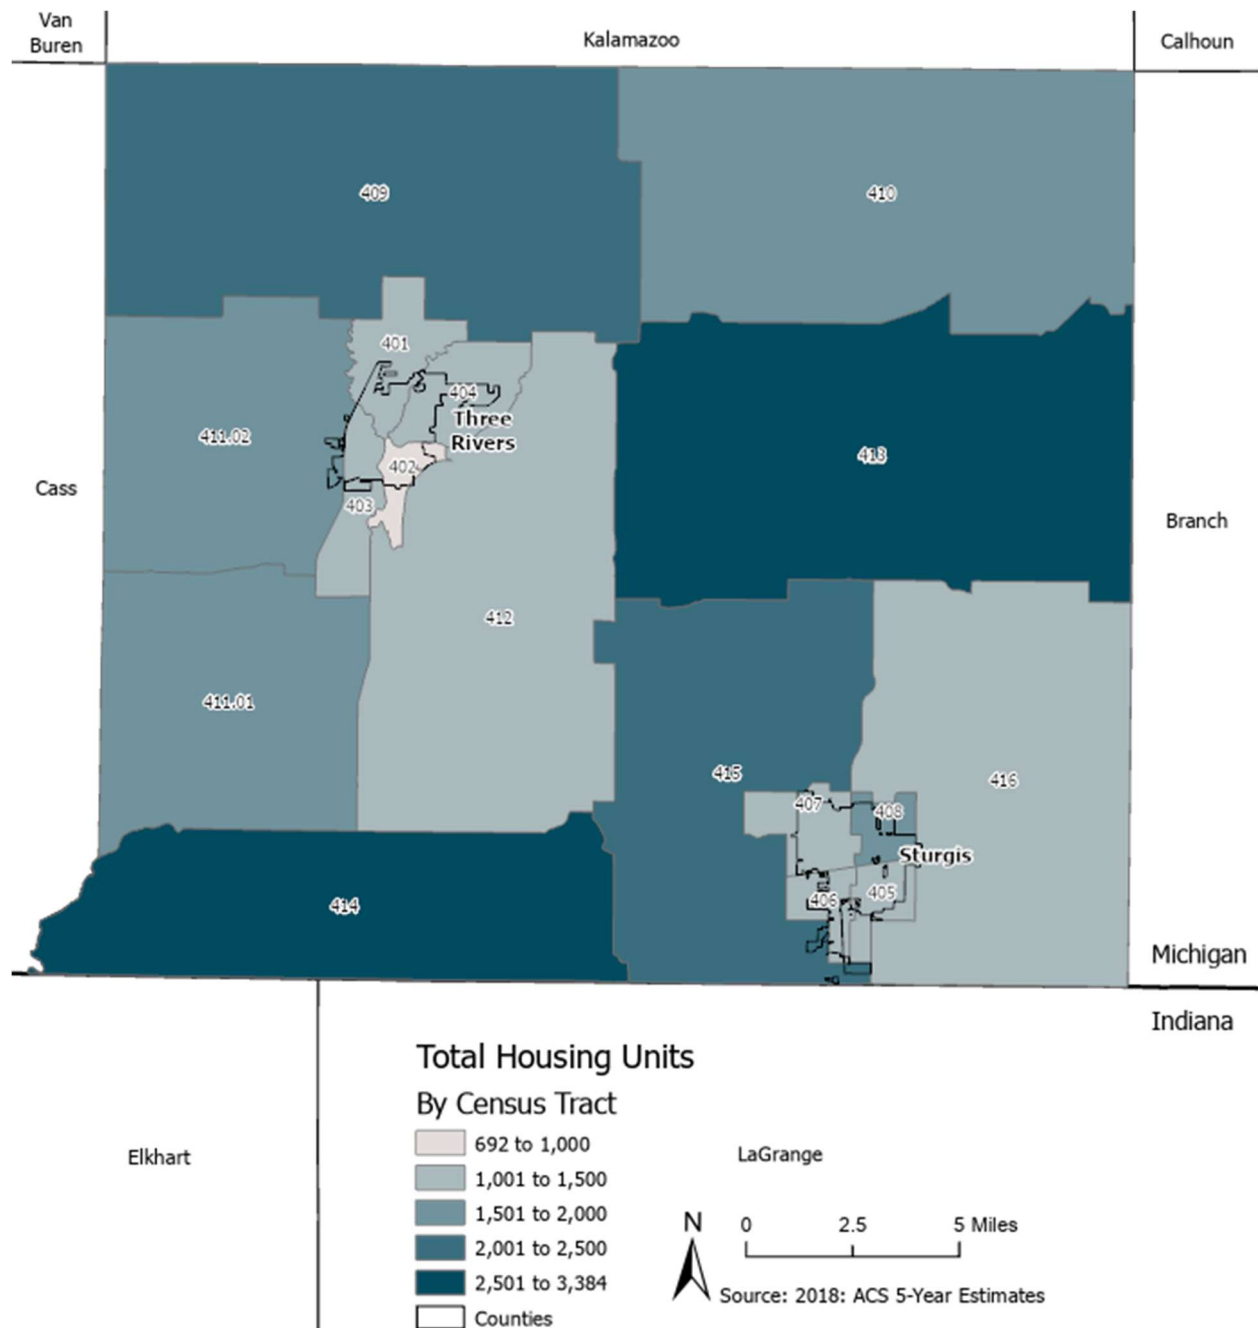 Van
Buren
Kalamazoo
Calhoun
409
410
401
404
Three
Rivers
411.02
402
413
Cass
403
Branch
412
411.01
415
416
407
408
Sturgis
405
406
414
Michigan
Indiana
Total Housing Units
By Census Tract
692 to 1,000
1,001 to 1,500
1,501 to 2,000
2,001 to 2,500
2,501 to 3,384
Counties
Elkhart
LaGrange
N
0 2.5 5 Miles
Source: 2018: ACS 5-Year Estimates